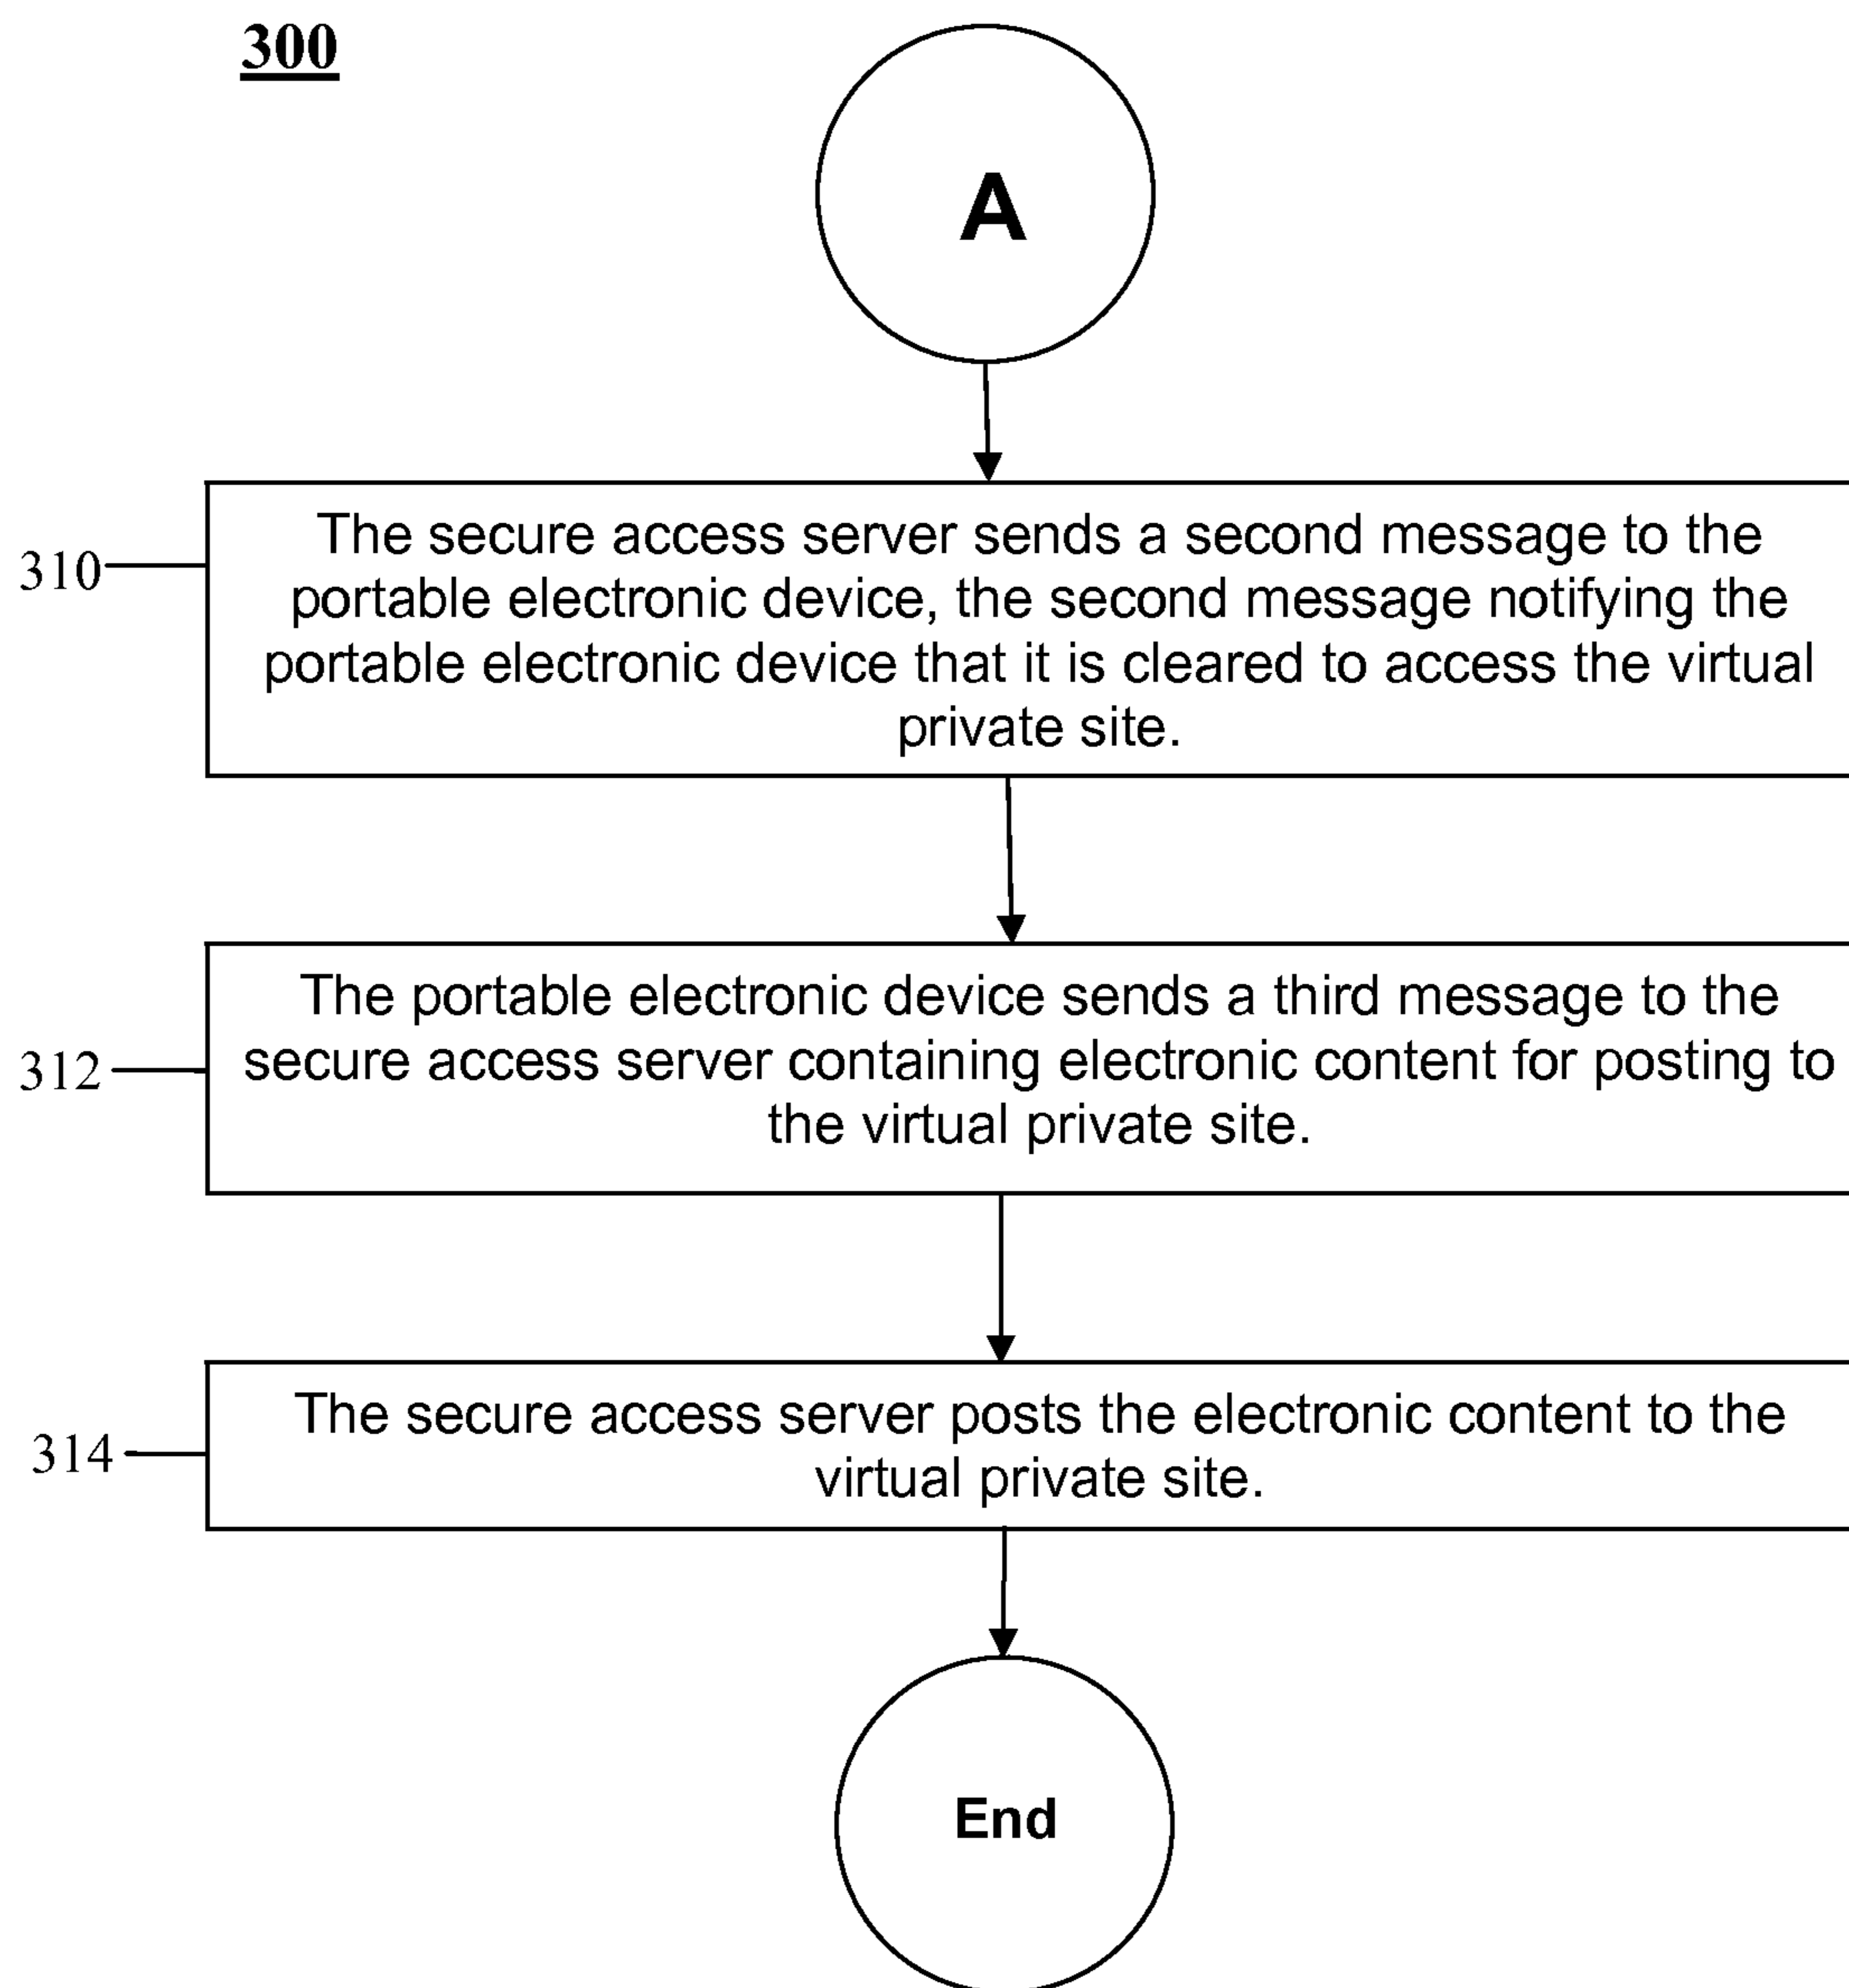 300
A
310
The secure access server sends a second message to the
portable electronic device, the second message notifying the
portable electronic device that it is cleared to access the virtual
private site.
312
The portable electronic device sends a third message to the
secure access server containing electronic content for posting to
the virtual private site.
314
The secure access server posts the electronic content to the
virtual private site.
End